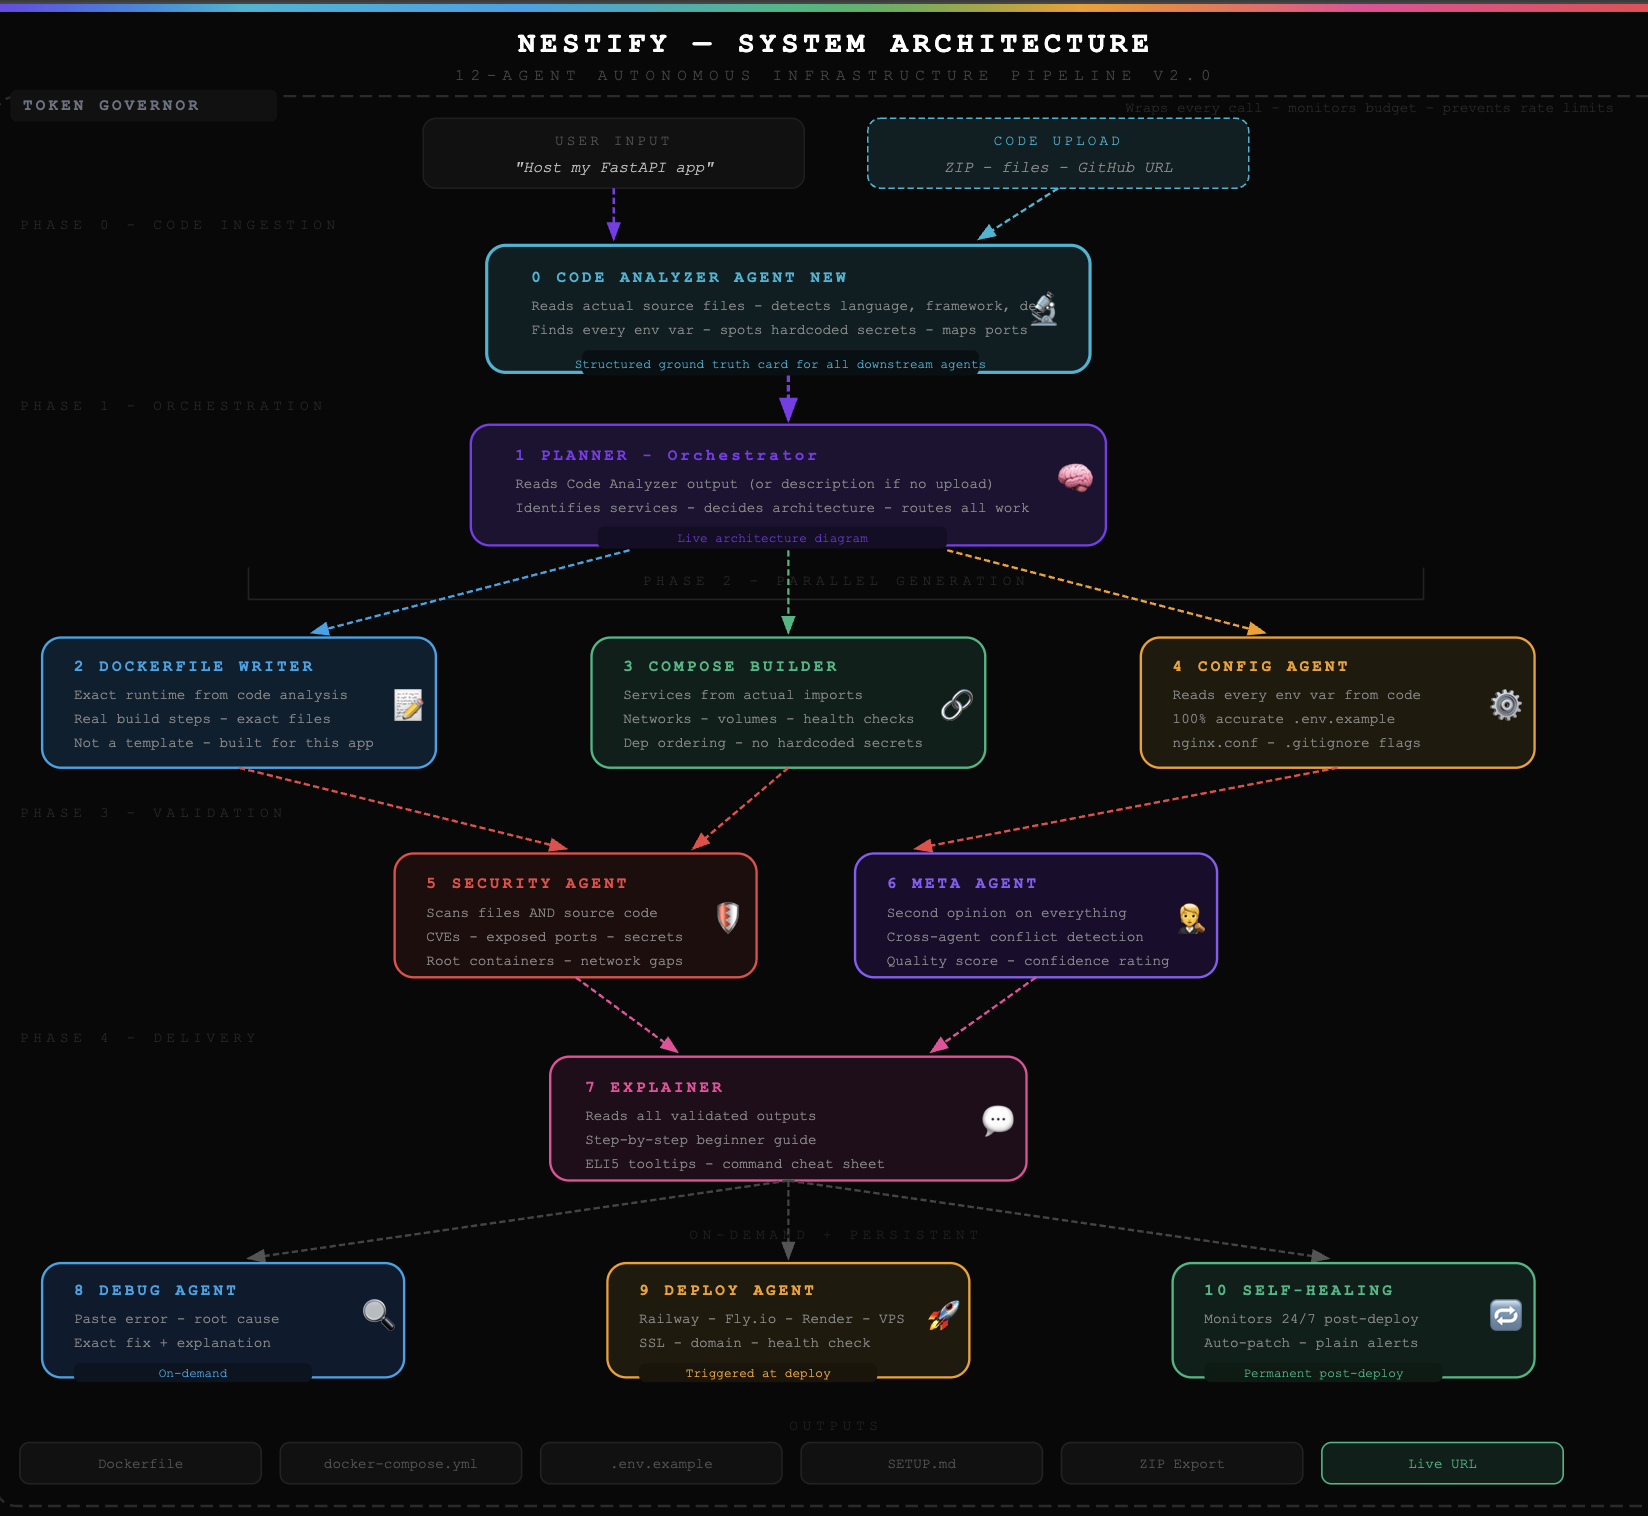 NESTIFY — SYSTEM ARCHITECTURE
12-AGENT AUTONOMOUS INFRASTRUCTURE PIPELINE V2.0
TOKEN GOVERNOR
Wraps every call - monitors budget - prevents rate limits
USER INPUT
"Host my FastAPI app"
CODE UPLOAD
ZIP - files - GitHub URL
PHASE 0 - CODE INGESTION
0 CODE ANALYZER AGENT NEW
Reads actual source files - detects language, framework, de
Finds every env var - spots hardcoded secrets - maps ports
Structured ground truth card for all downstream agents
PHASE 1 - ORCHESTRATION
1 PLANNER - Orchestrator
Reads Code Analyzer output (or description if no upload)
Identifies services - decides architecture - routes all work
Live architecture diagram
PHASE 2 - PARALLEL GENERATION
2 DOCKERFILE WRITER
Exact runtime from code analysis
Real build steps - exact files
Not a template - built for this app
3 COMPOSE BUILDER
Services from actual imports
Networks - volumes - health checks
Dep ordering - no hardcoded secrets
4 CONFIG AGENT
Reads every env var from code
100% accurate .env.example
nginx.conf - .gitignore flags
PHASE 3 - VALIDATION
5 SECURITY AGENT
Scans files AND source code
CVEs - exposed ports - secrets
Root containers - network gaps
6 META AGENT
Second opinion on everything
Cross-agent conflict detection
Quality score - confidence rating
PHASE 4 - DELIVERY
7 EXPLAINER
Reads all validated outputs
Step-by-step beginner guide
ELI5 tooltips - command cheat sheet
ON-DEMAND + PERSISTENT
8 DEBUG AGENT
Paste error - root cause
Exact fix + explanation
On-demand
9 DEPLOY AGENT
Railway - Fly.io - Render - VPS
SSL - domain - health check
Triggered at deploy
10 SELF-HEALING
Monitors 24/7 post-deploy
Auto-patch - plain alerts
Permanent post-deploy
OUTPUTS
Dockerfile
docker-compose.yml
.env.example
SETUP.md
ZIP Export
Live URL